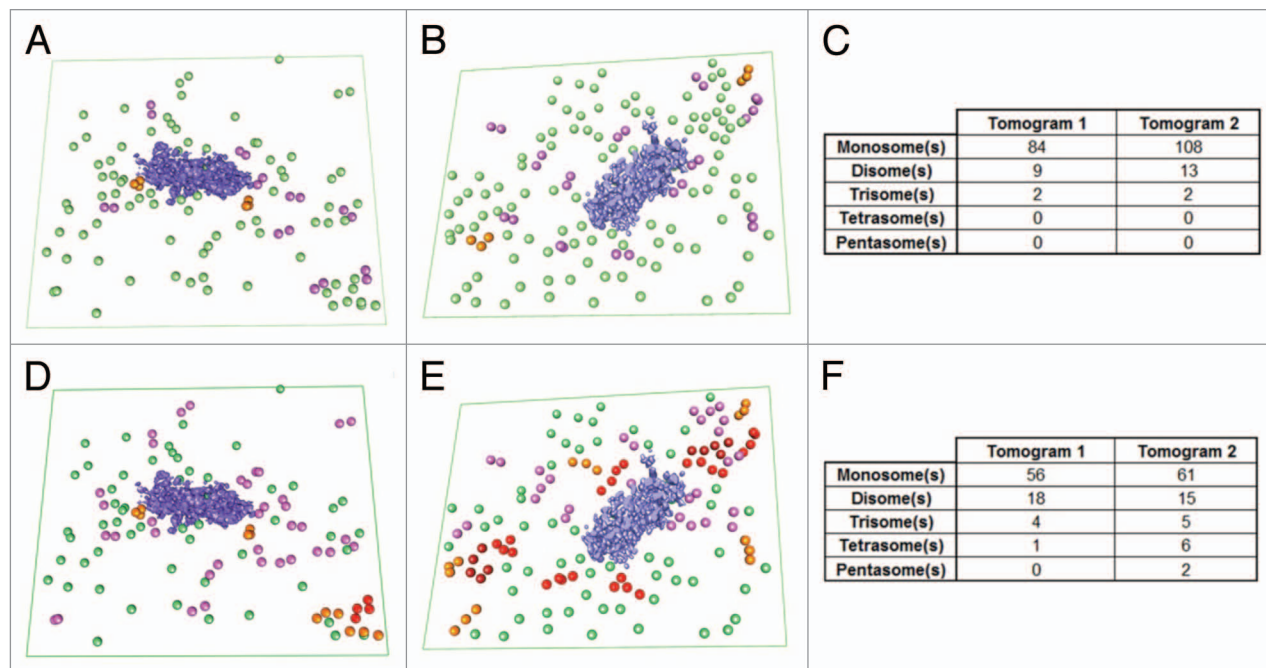 A
B
C
Tomogram 1 Tomogram 2
Monosome(s) 84 108
Disome(s) 9 13
Trisome(s) 2 2
Tetrasome(s) 0 0
Pentasome(s) 0 0
D
E
F
Tomogram 1 Tomogram 2
Monosome(s) 56 61
Disome(s) 18 15
Trisome(s) 4 5
Tetrasome(s) 1 6
Pentasome(s) 0 2